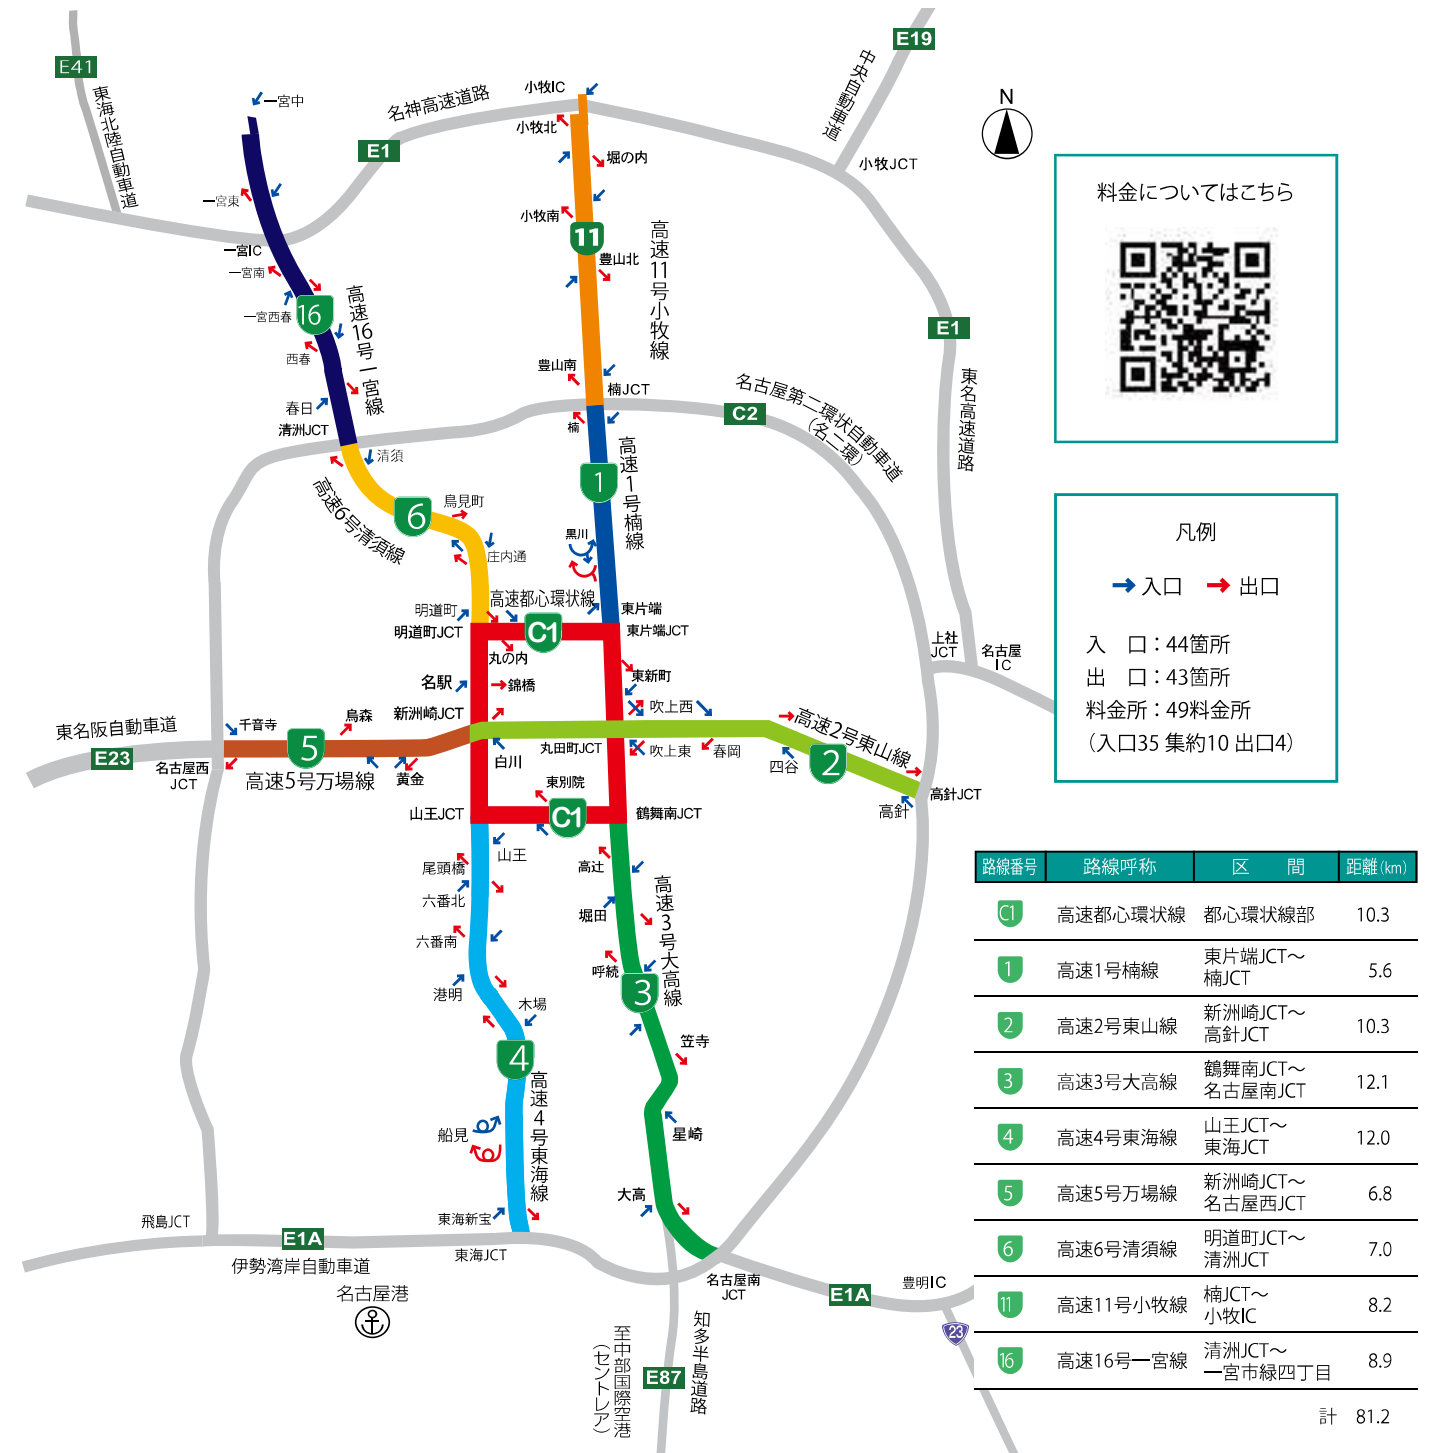 E41
東海北陸自動車道
一宮中
名神高速道路
E1
小牧IC
小牧北
堀の内
E19
中央自動車道
小牧JCT
N
一宮東
一宮IC
一宮南
一宮西春
16
高速16号一宮線
西春
春日
清洲JCT
清須
小牧南
11
豊山北
高速11号小牧線
豊山南
楠JCT
楠
E1
東名高速道路
C2
名古屋第二環状自動車道
(名二環)
高速6号清須線
6
鳥見町
庄内通
1
高速1号楠線
黒川
明道町
高速都心環状線
明道町JCT
C1
東片端
東片端JCT
丸の内
名駅
錦橋
東新町
上社
JCT
名古屋
IC
新洲崎JCT
吹上西
高速2号東山線
東名阪自動車道
E23
千音寺
烏森
5
高速5号万場線
黄金
名古屋西
JCT
白川
丸田町JCT
吹上東
春岡
四谷
2
高針JCT
高針
東別院
山王JCT
C1
鶴舞南JCT
山王
尾頭橋
六番北
六番南
港明
木場
4
高速4号東海線
船見
東海新宝
東海JCT
高辻
堀田
呼続
高速3号大高線
3
笠寺
星崎
大高
飛島JCT
E1A
伊勢湾岸自動車道
名古屋港
名古屋南
JCT
E1A
豊明IC
23
知多半島道路
E87
至中部国際空港
(セントレア)
料金についてはこちら
凡例
入口 出口
入 口:44箇所
出 口:43箇所
料金所:49料金所
(入口35 集約10 出口4)
路線番号 路線呼称 区 間 距離(km)
C1 高速都心環状線 都心環状線部 10.3
1 高速1号楠線 東片端JCT〜
楠JCT 5.6
2 高速2号東山線 新洲崎JCT〜
高針JCT 10.3
3 高速3号大高線 鶴舞南JCT〜
名古屋南JCT 12.1
4 高速4号東海線 山王JCT〜
東海JCT 12.0
5 高速5号万場線 新洲崎JCT〜
名古屋西JCT 6.8
6 高速6号清須線 明道町JCT〜
清洲JCT 7.0
11 高速11号小牧線 楠JCT〜
小牧IC 8.2
16 高速16号一宮線 清洲JCT〜
一宮市緑四丁目 8.9
計 81.2